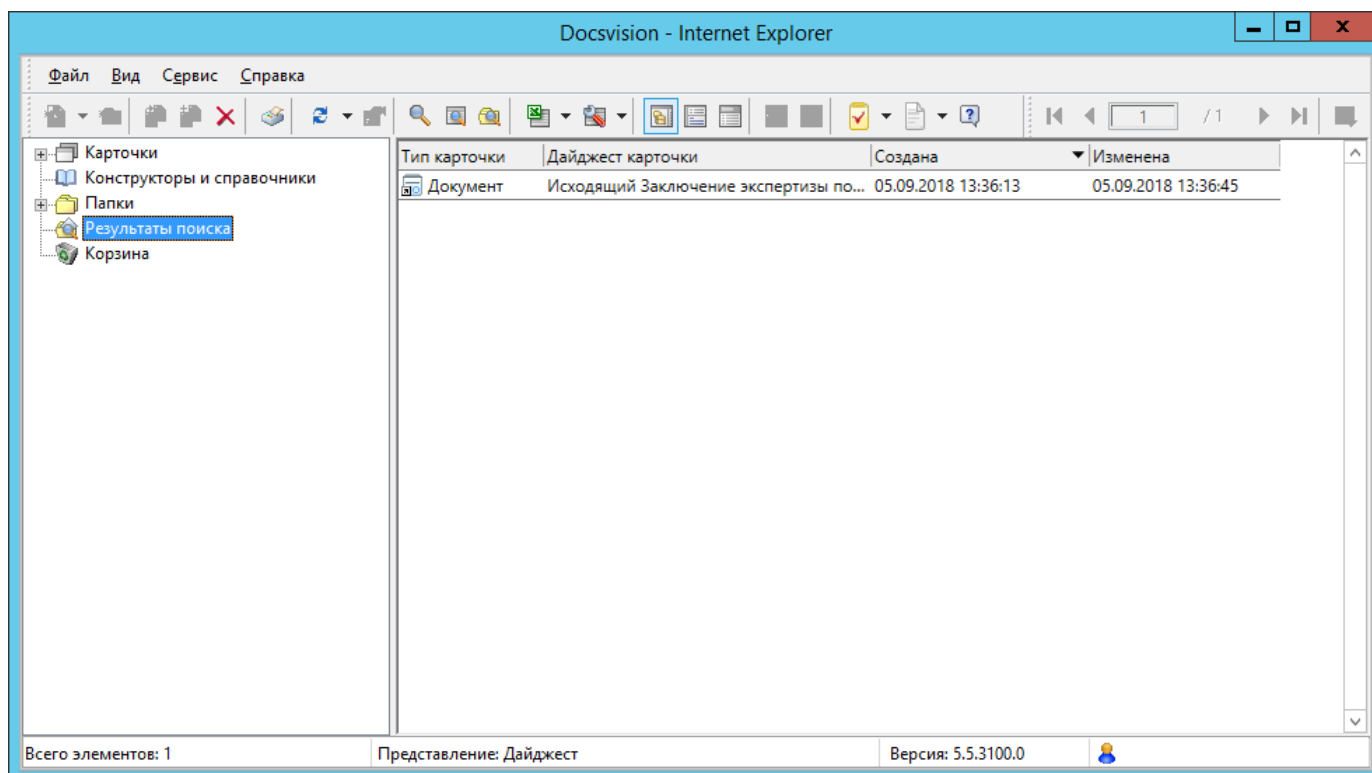 Docsvision - Internet Explorer
Файл Вид Сервис Справка
1 / 1
Карточки
Конструкторы и справочники
Папки
Результаты поиска
Корзина
Тип карточки Дайджест карточки Создана Изменена
Документ Исходящий Заключение экспертизы по... 05.09.2018 13:36:13 05.09.2018 13:36:45
Всего элементов: 1 Представление: Дайджест Версия: 5.5.3100.0